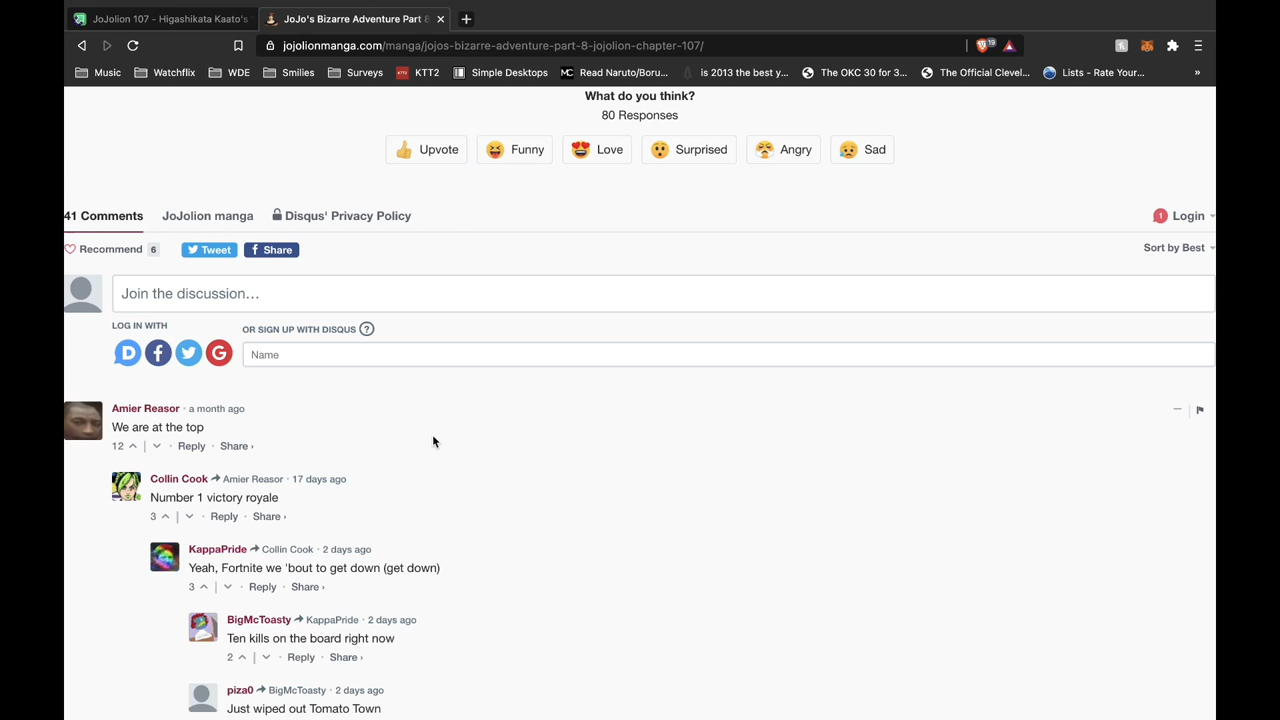 JoJolion 107 - Higashikata Kaato's
JoJo's Bizarre Adventure Part 8
jojolionmanga.com/manga/jojos-bizarre-adventure-part-8-jojolion-chapter-107/
19
Music
Watchflix
WDE
Smilies
Surveys
KTT2
Simple Desktops
MC Read Naruto/Boru...
is 2013 the best y...
The OKC 30 for 3...
The Official Clevel...
Lists - Rate Your...
»
What do you think?
80 Responses
Upvote
Funny
Love
Surprised
Angry
Sad
41 Comments
JoJolion manga
Disqus' Privacy Policy
1 Login
Recommend 6
Tweet
f Share
Sort by Best
Join the discussion...
LOG IN WITH
OR SIGN UP WITH DISQUS ?
D f G
Name
Amier Reasor · a month ago
We are at the top
12 | · Reply · Share ›
Collin Cook Amier Reasor · 17 days ago
Number 1 victory royale
3 | · Reply · Share ›
KappaPride Collin Cook · 2 days ago
Yeah, Fortnite we 'bout to get down (get down)
3 | · Reply · Share ›
BigMcToasty KappaPride · 2 days ago
Ten kills on the board right now
2 | · Reply · Share ›
piza0 BigMcToasty · 2 days ago
Just wiped out Tomato Town